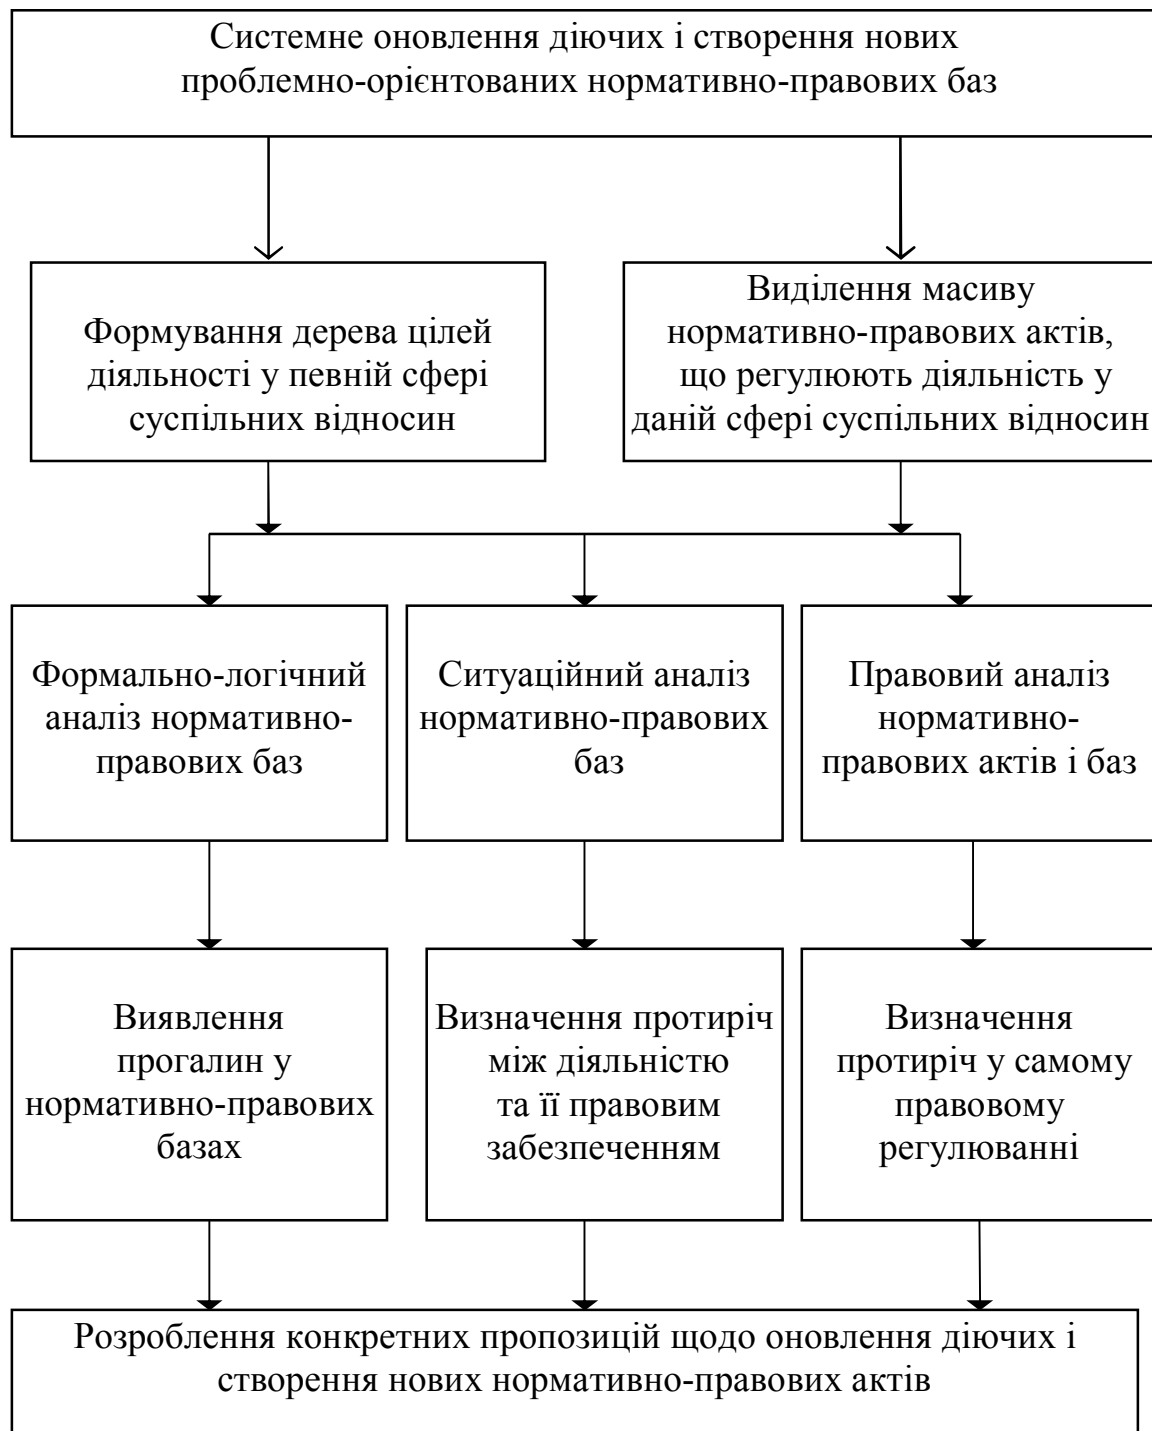 Системне оновлення діючих і створення нових
проблемно-орієнтованих нормативно-правових баз
Формування дерева цілей
діяльності у певній сфері
суспільних відносин
Виділення масиву
нормативно-правових актів,
що регулюють діяльність у
даній сфері суспільних відносин
Формально-логічний
аналіз нормативно-
правових баз
Ситуаційний аналіз
нормативно-правових
баз
Правовий аналіз
нормативно-
правових актів і баз
Виявлення
прогалин у
нормативно-правових
базах
Визначення протиріч
між діяльністю
та її правовим
забезпеченням
Визначення
протиріч у самому
правовому
регулюванні
Розроблення конкретних пропозицій щодо оновлення діючих і
створення нових нормативно-правових актів